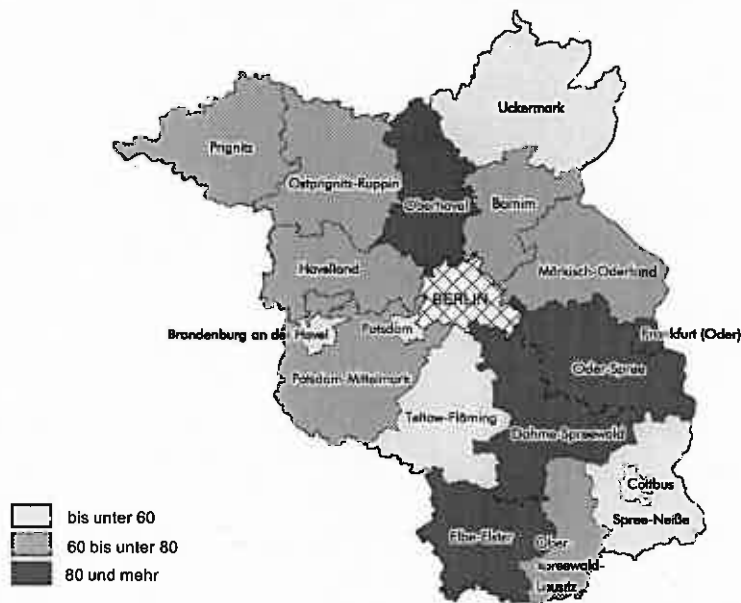 Uckermark
Prignitz
Ostprignitz-Ruppin
Oberhavel
Barnim
Havelland
Märkisch-Oderland
BERLIN
Brandenburg an der Havel
Potsdam
Frankfurt (Oder)
Potsdam-Mittelmark
Oder-Spree
Teltow-Fläming
Dahme-Spreewald
Cottbus
Spree-Neiße
Elbe-Elster
Ober
Spreewald-
Lausitz
bis unter 60
60 bis unter 80
80 und mehr